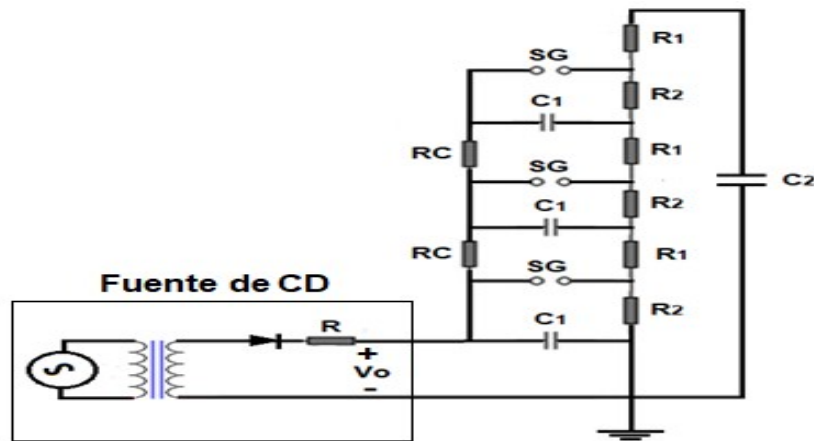 R1
SG
C1
R2
RC
R1
SG
C2
C1
R2
RC
R1
SG
Fuente de CD
R2
R
C1
+
Vo
-